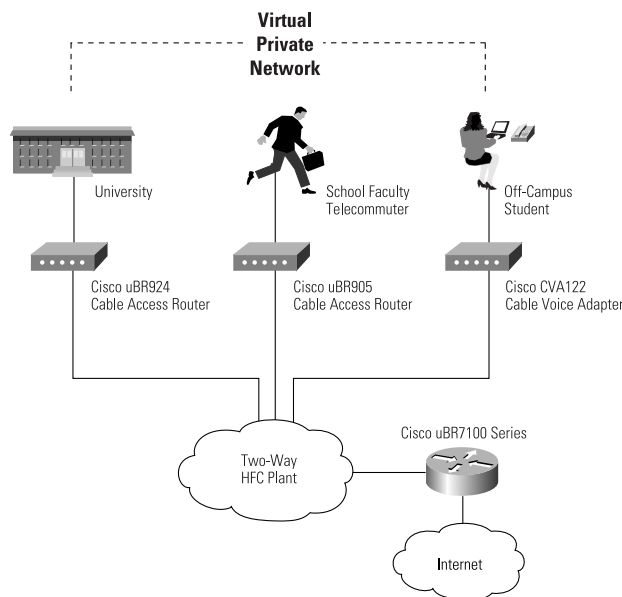 Virtual
Private
Network
University
School Faculty
Telecommuter
Off-Campus
Student
Cisco uBR924
Cable Access Router
Cisco uBR905
Cable Access Router
Cisco CVA122
Cable Voice Adapter
Two-Way
HFC Plant
Cisco uBR7100 Series
Internet